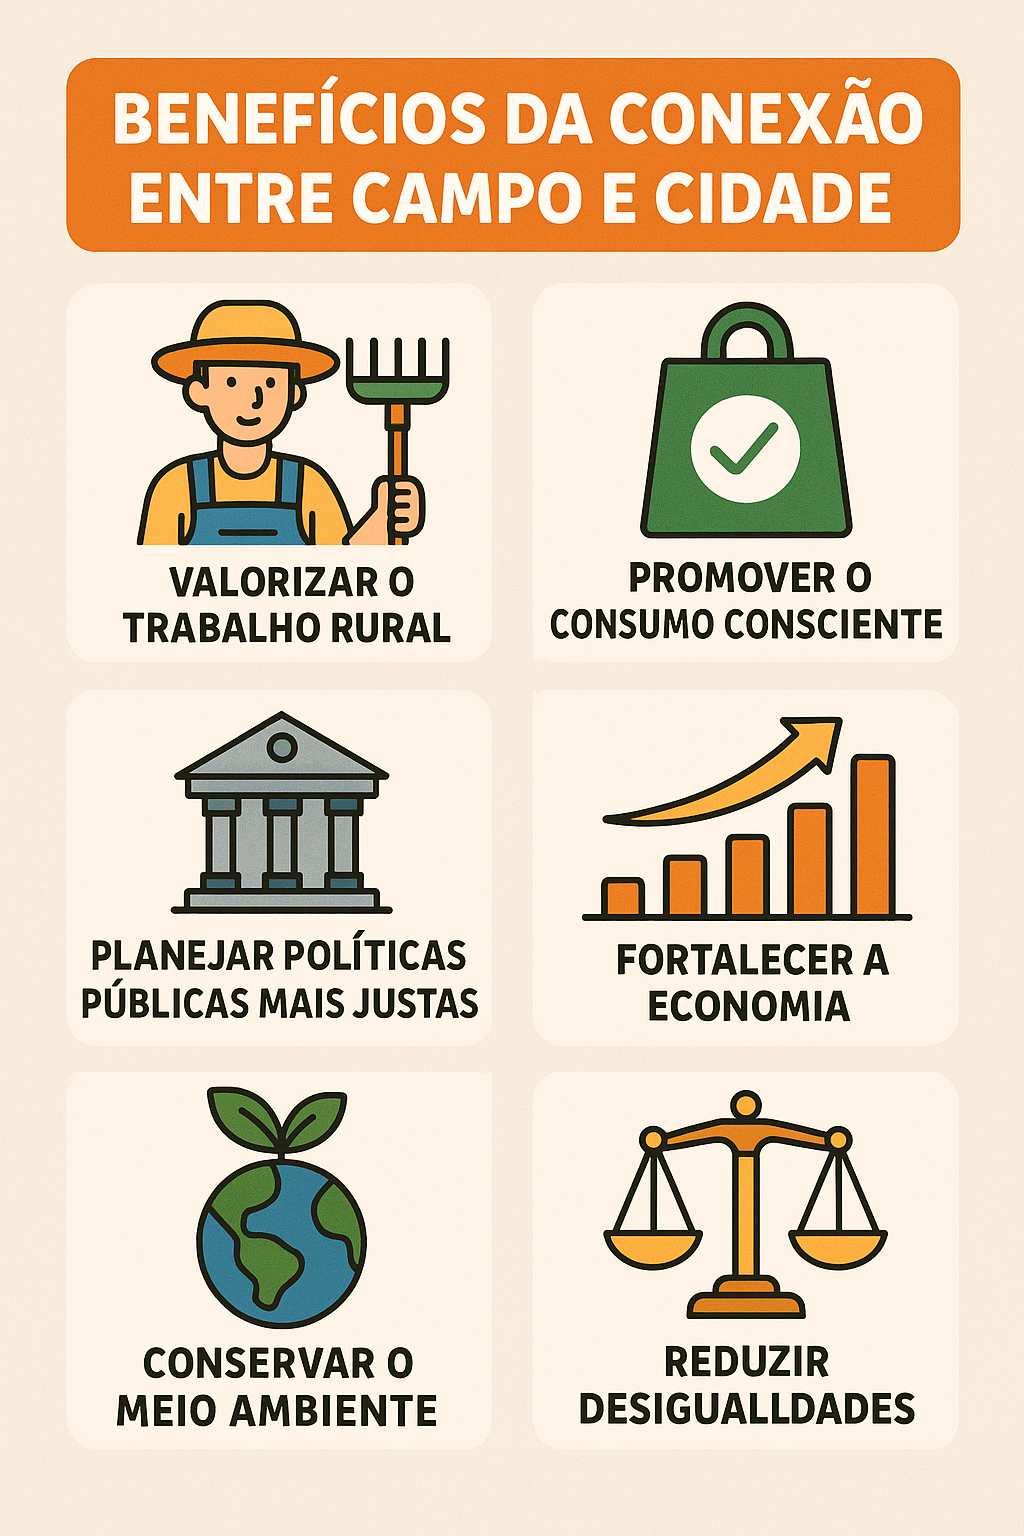 BENEFÍCIOS DA CONEXÃO
ENTRE CAMPO E CIDADE
VALORIZAR O
TRABALHO RURAL
PROMOVER O
CONSUMO CONSCIENTE
PLANEJAR POLÍTICAS
PÚBLICAS MAIS JUSTAS
FORTALECER A
ECONOMIA
CONSERVAR O
MEIO AMBIENTE
REDUZIR
DESIGUALLDADES